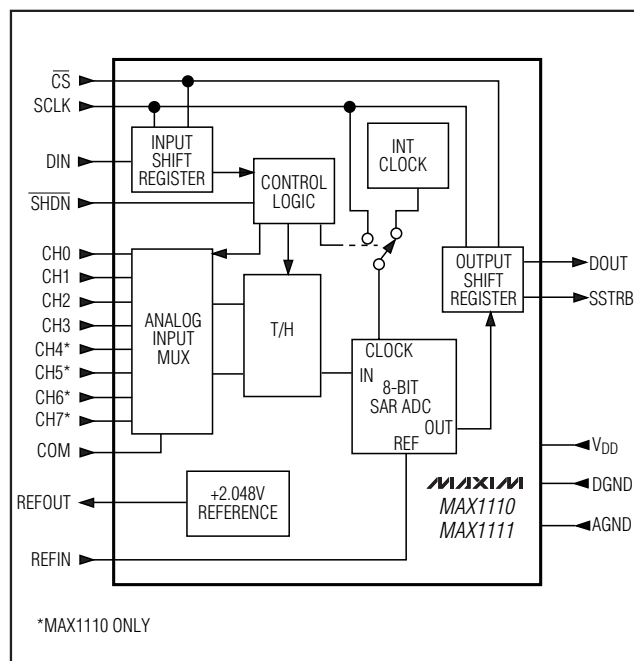 CS
SCLK
DIN
SHDN
CH0
CH1
CH2
CH3
CH4*
CH5*
CH6*
CH7*
COM
REFOUT
REFIN
INPUT
SHIFT
REGISTER
CONTROL
LOGIC
INT
CLOCK
ANALOG
INPUT
MUX
T/H
CLOCK
IN
8-BIT
SAR ADC
OUT
REF
OUTPUT
SHIFT
REGISTER
+2.048V
REFERENCE
DOUT
SSTRB
VDD
DGND
AGND
MAXIM
MAX1110
MAX1111
*MAX1110 ONLY